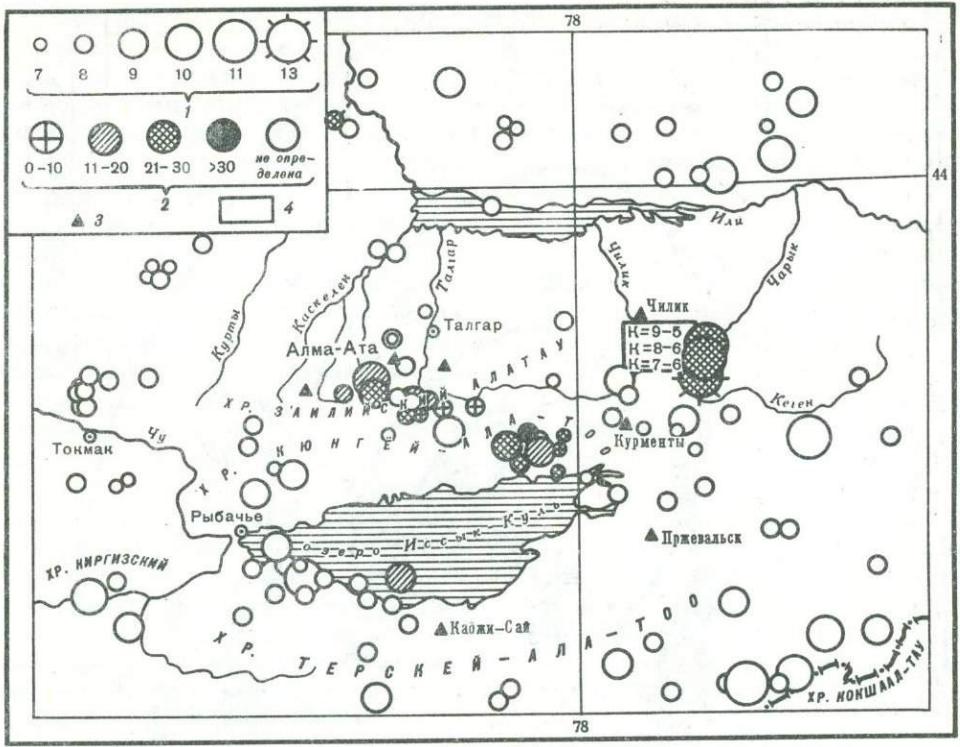 78
7 8 9 10 11 13
1
0-10 11-20 21-30 >30 не опре-
делена
2
3 4
44
Или
Курты
Каскелен
Талгар
Чилик
Чарык
Чилик
Талгар
К=9-5
К=8-6
К=7-6
Алма-Ата
ХР. ЗАИЛИЙСКИЙ АЛАТАУ
Кеген
Курменты
Чу
Токмак
ХР. КЮНГЕЙ-АЛА-ТОО
Рыбачье
озеро Иссык-Куль
Пржевальск
ХР. КИРГИЗСКИЙ
Каджи-Сай
ХР. ТЕРСКЕЙ-АЛА-ТОО
ХР. КОКШААЛ-ТАУ
78